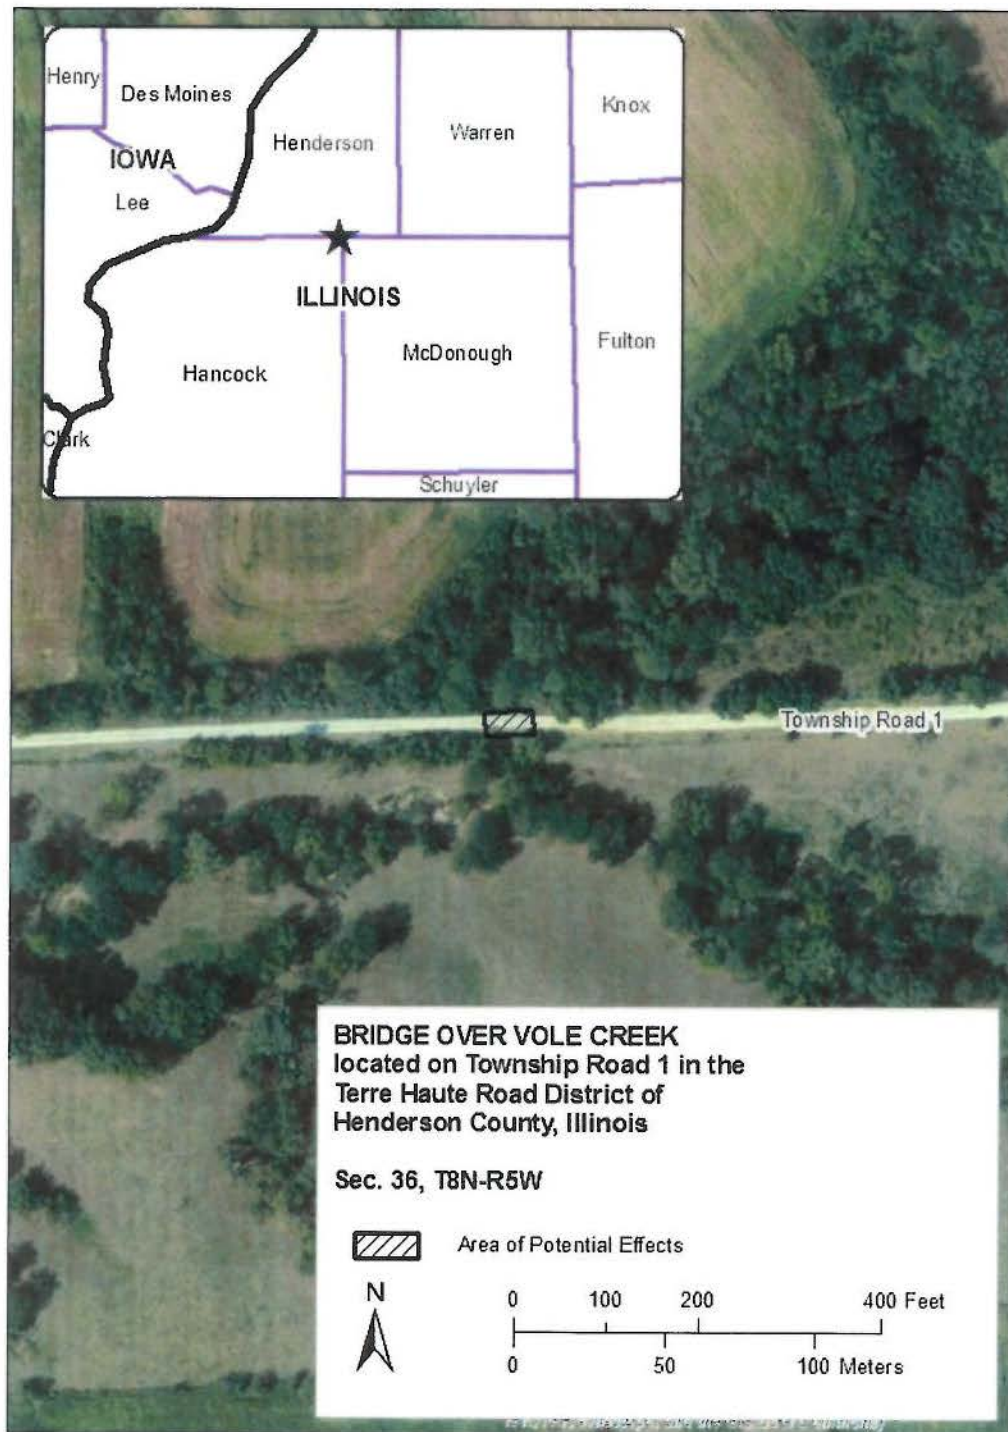 Henry
Des Moines
Knox
Henderson
Warren
IOWA
Lee
ILLINOIS
McDonough
Fulton
Hancock
Clark
Schuyler
Township Road 1
BRIDGE OVER VOLE CREEK
located on Township Road 1 in the
Terre Haute Road District of
Henderson County, Illinois
Sec. 36, T8N-R5W
Area of Potential Effects
N
0 100 200 400 Feet
0 50 100 Meters